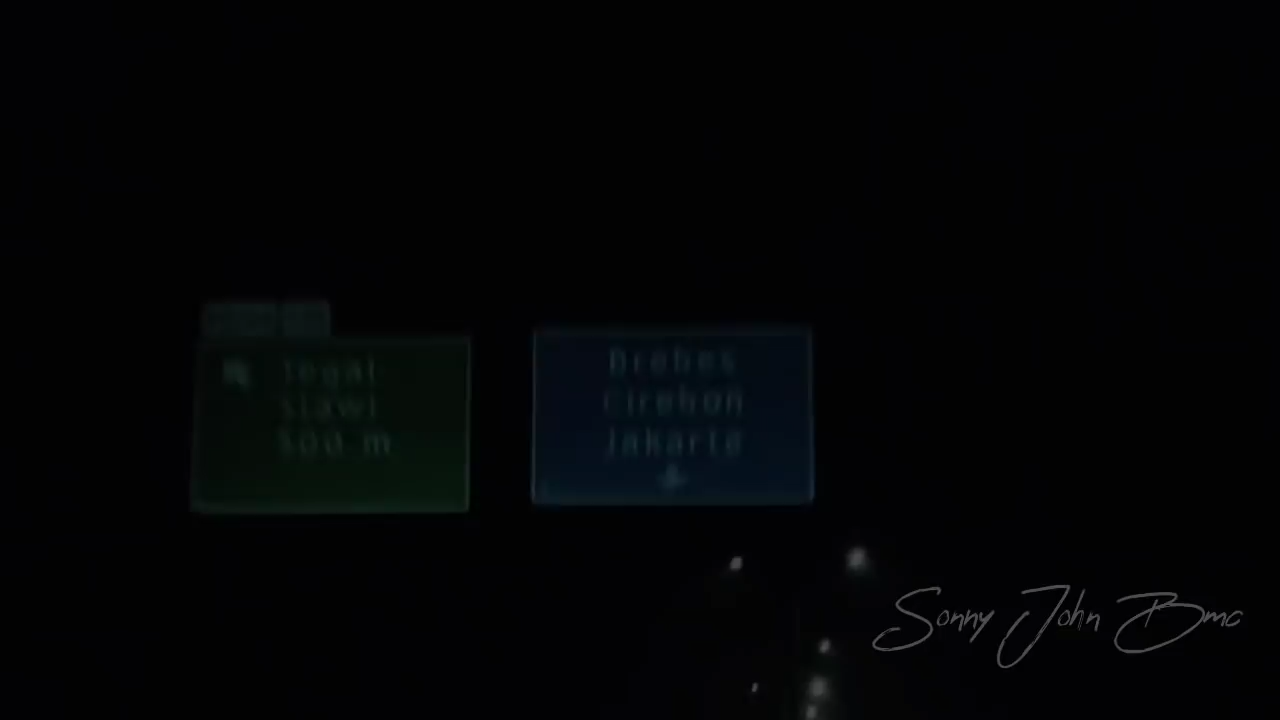 Tegal
Slawi
500 m
Brebes
Cirebon
Jakarta
Sonny John Bmc